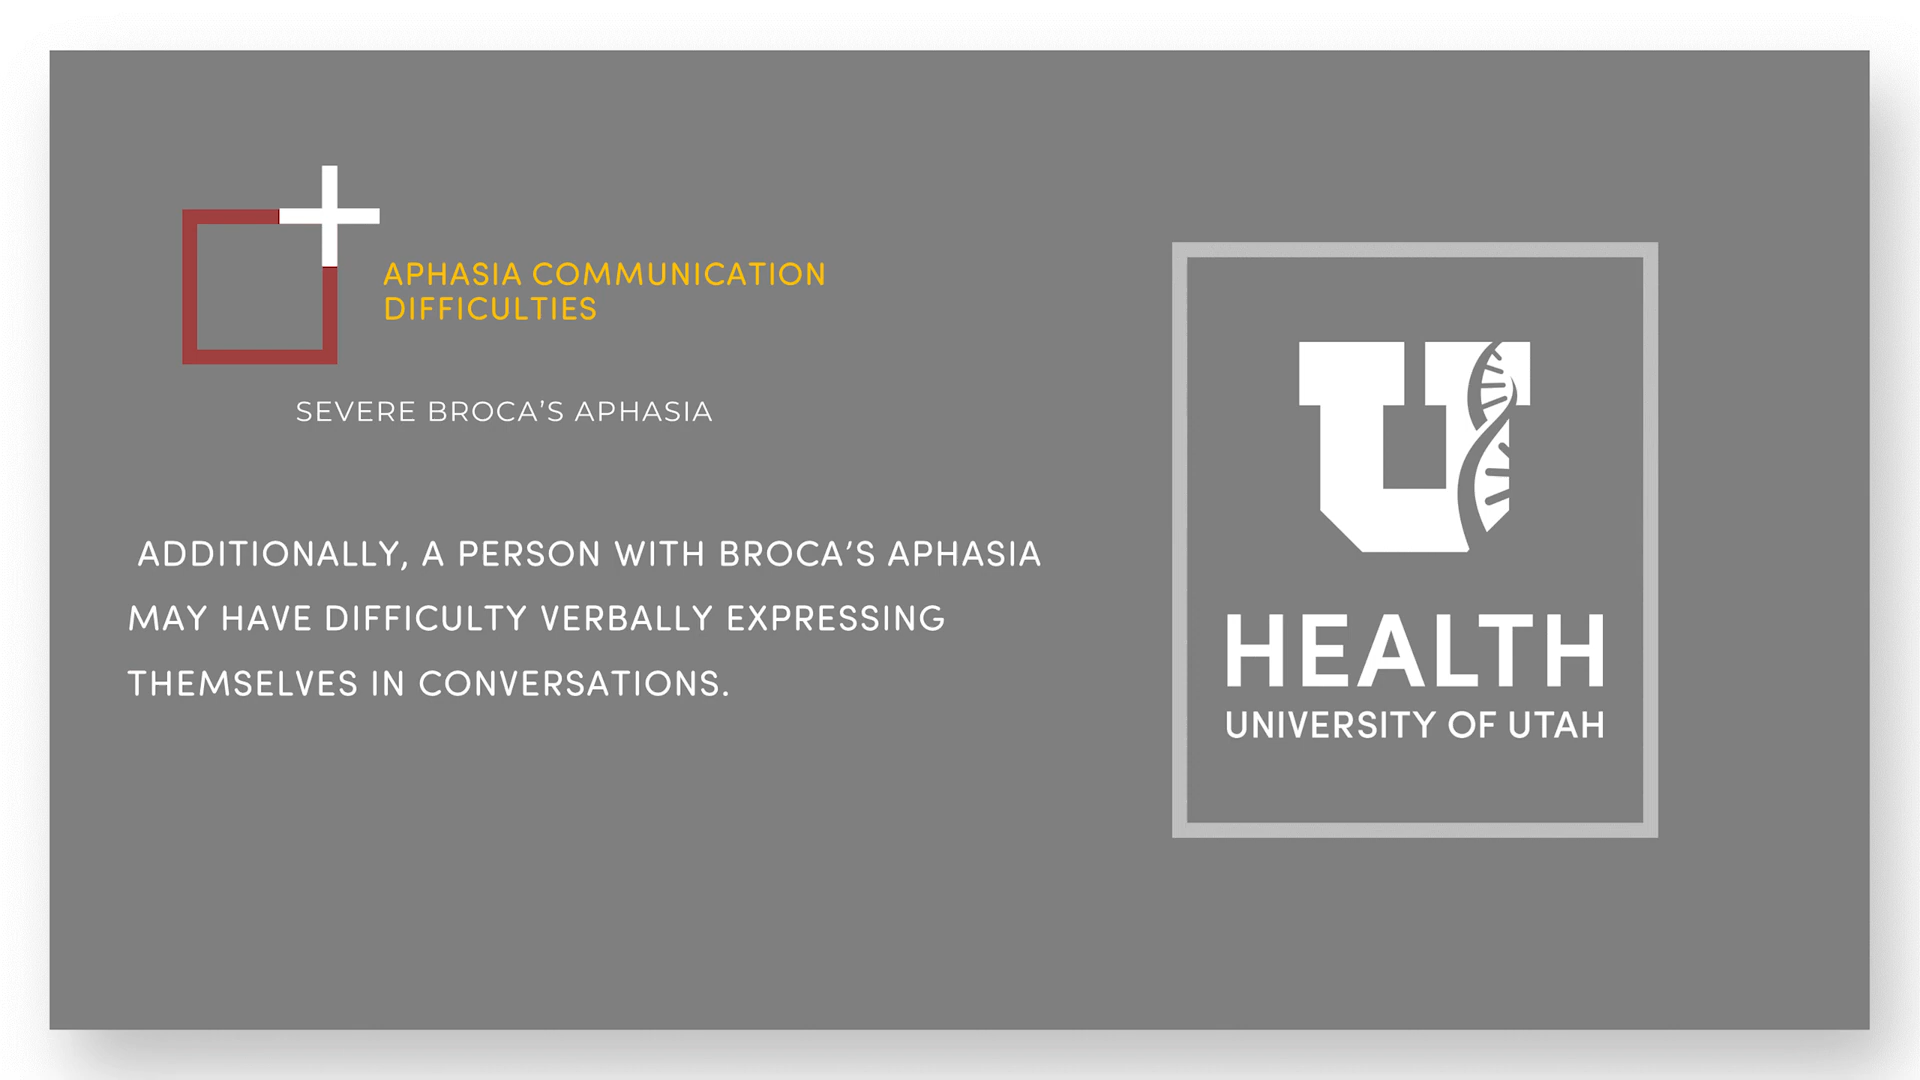 APHASIA COMMUNICATION
DIFFICULTIES
SEVERE BROCA’S APHASIA
ADDITIONALLY, A PERSON WITH BROCA’S APHASIA
MAY HAVE DIFFICULTY VERBALLY EXPRESSING
THEMSELVES IN CONVERSATIONS.
U
HEALTH
UNIVERSITY OF UTAH